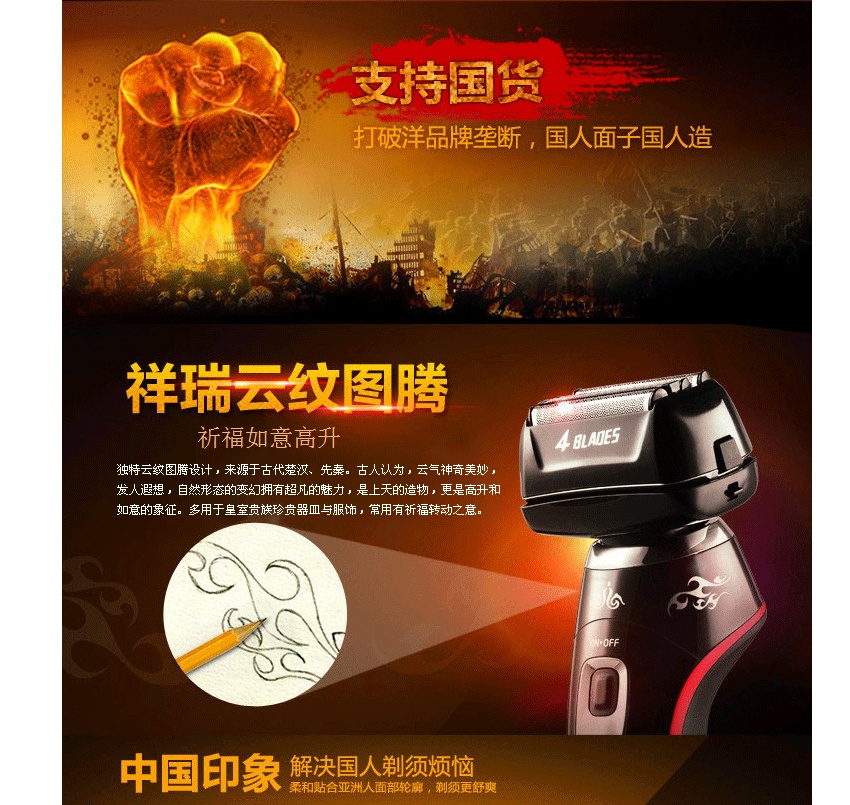 支持国货
打破洋品牌垄断，国人面子国人造
祥瑞云纹图腾
祈福如意高升
独特云纹图腾设计，来源于古代楚汉、先秦。古人认为，云气神奇美妙，
发人遐想，自然形态的变幻拥有超凡的魅力，是上天的造物，更是高升和
如意的象征。多用于皇室贵族珍贵器皿与服饰，常用有祈福转动之意。
4 BLADES
ON•OFF
中国印象
解决国人剃须烦恼
柔和贴合亚洲人面部轮廓，剃须更舒爽